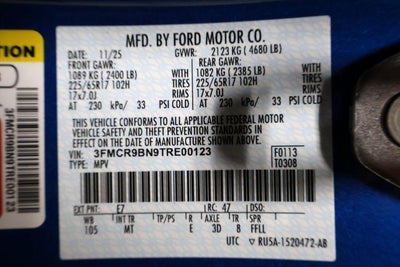 MFD. BY FORD MOTOR CO.
DATE: 11/25 GVWR: 2123 KG ( 4680 LB)
FRONT GAWR: REAR GAWR:
1089 KG ( 2400 LB) WITH 1082 KG ( 2385 LB) WITH
225/65R17 102H TIRES 225/65R17 102H TIRES
17x7.0J RIMS 17x7.0J RIMS
AT 230 kPa/ 33 PSI COLD AT 230 kPa/ 33 PSI COLD
THIS VEHICLE CONFORMS TO ALL APPLICABLE FEDERAL MOTOR
VEHICLE SAFETY AND THEFT PREVENTION STANDARDS IN
EFFECT ON THE DATE OF MANUFACTURE SHOWN ABOVE.
VIN: 3FMCR9BN9TRE00123 F0113
TYPE: MPV T0308
EXT PNT: E7 RC: 47 DSO:
WB INT TR TP/PS R AXLE TR SPR
105 MT E 3D 8 FFLL
UTC ▽ RU5A-1520472-AB
3FMCR9BN9TRE00123